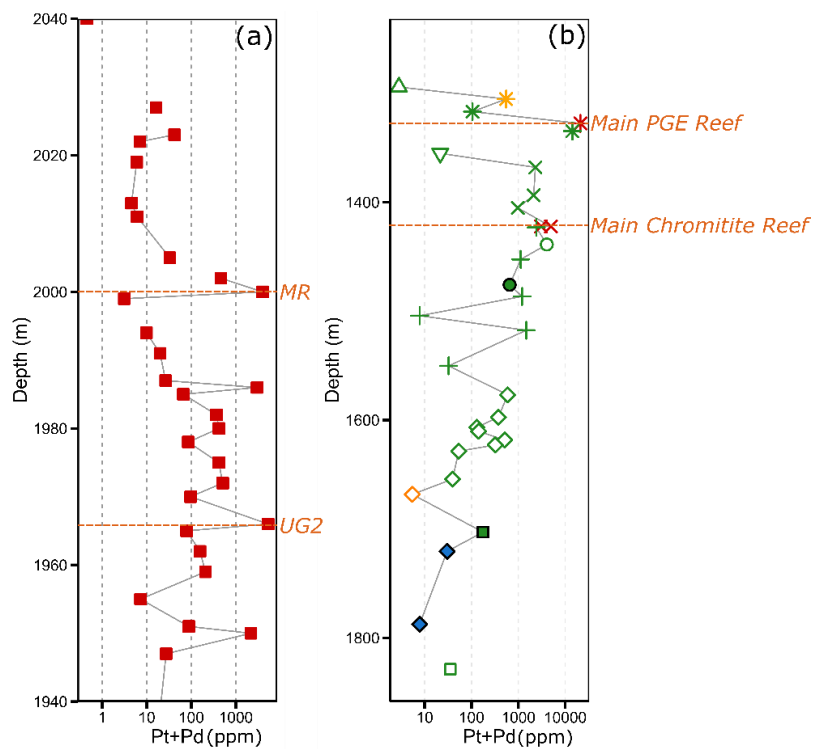 (a)
2040
2020
2000
1980
1960
1940
Depth (m)
MR
UG2
1
10
100
1000
Pt+Pd (ppm)
(b)
1400
1600
1800
Depth (m)
Main PGE Reef
Main Chromitite Reef
10
100
1000
10000
Pt+Pd (ppm)